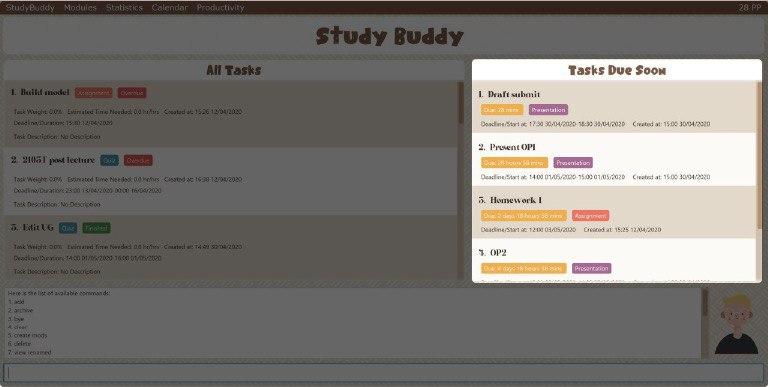 StudyBuddy Modules Statistics Calendar Productivity 28 PP
Study Buddy
All Tasks
1. Build model Assignment Overdue
Task Weight: 0.0% Estimated Time Needed: 0.0 hr/hrs Created at: 15:26 12/04/2020
Deadline/Duration: 15:30 12/04/2020
Task Description: No Description
2. 2105T post lecture Quiz Overdue
Task Weight: 0.0% Estimated Time Needed: 0.0 hr/hrs Created at: 16:38 12/04/2020
Deadline/Duration: 23:00 13/04/2020-00:00 16/04/2020
Task Description: No Description
3. Edit UG Quiz Finished
Task Weight: 0.0% Estimated Time Needed: 0.0 hr/hrs Created at: 14:49 30/04/2020
Deadline/Duration: 14:00 01/05/2020-16:00 01/05/2020
Task Description: No Description
Tasks Due Soon
1. Draft submit
Due: 28 mins Presentation
Deadline/Start at: 17:30 30/04/2020-18:30 30/04/2020 Created at: 15:00 30/04/2020
2. Present OP1
Due: 20 hours 58 mins Presentation
Deadline/Start at: 14:00 01/05/2020-15:00 01/05/2020 Created at: 15:00 30/04/2020
3. Homework 1
Due: 2 days 18 hours 58 mins Assignment
Deadline/Start at: 12:00 03/05/2020 Created at: 15:25 12/04/2020
4. OP2
Presentation
Here is the list of available commands:
1. add
2. archive
3. bye
4. clear
5. create mods
6. delete
7. view renamed